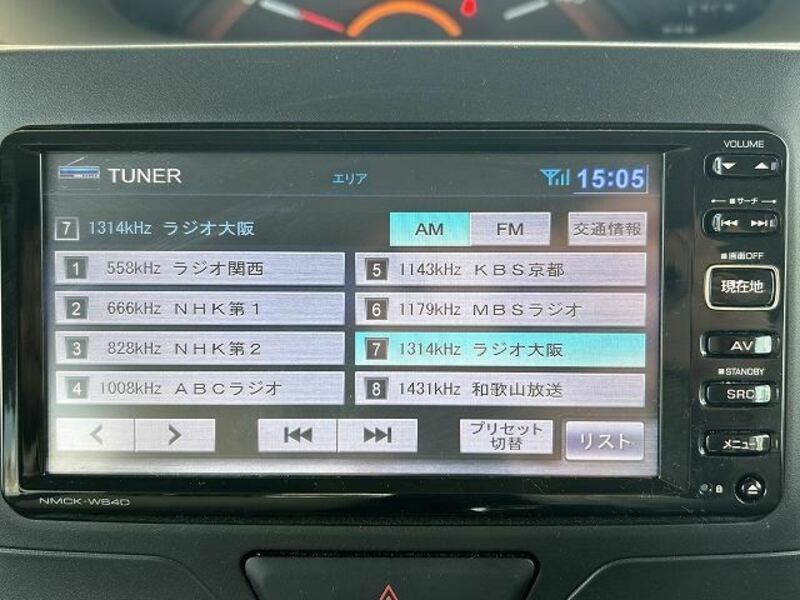 TUNER
エリア
15:05
7 1314kHz ラジオ大阪
AM
FM
交通情報
1 558kHz ラジオ関西
5 1143kHz KBS京都
2 666kHz NHK第1
6 1179kHz MBSラジオ
3 828kHz NHK第2
7 1314kHz ラジオ大阪
4 1008kHz ABCラジオ
8 1431kHz 和歌山放送
プリセット
切替
リスト
VOLUME
サーチ
画面OFF
現在地
AV
STANDBY
SRC
メニュー
NMCK-W64D